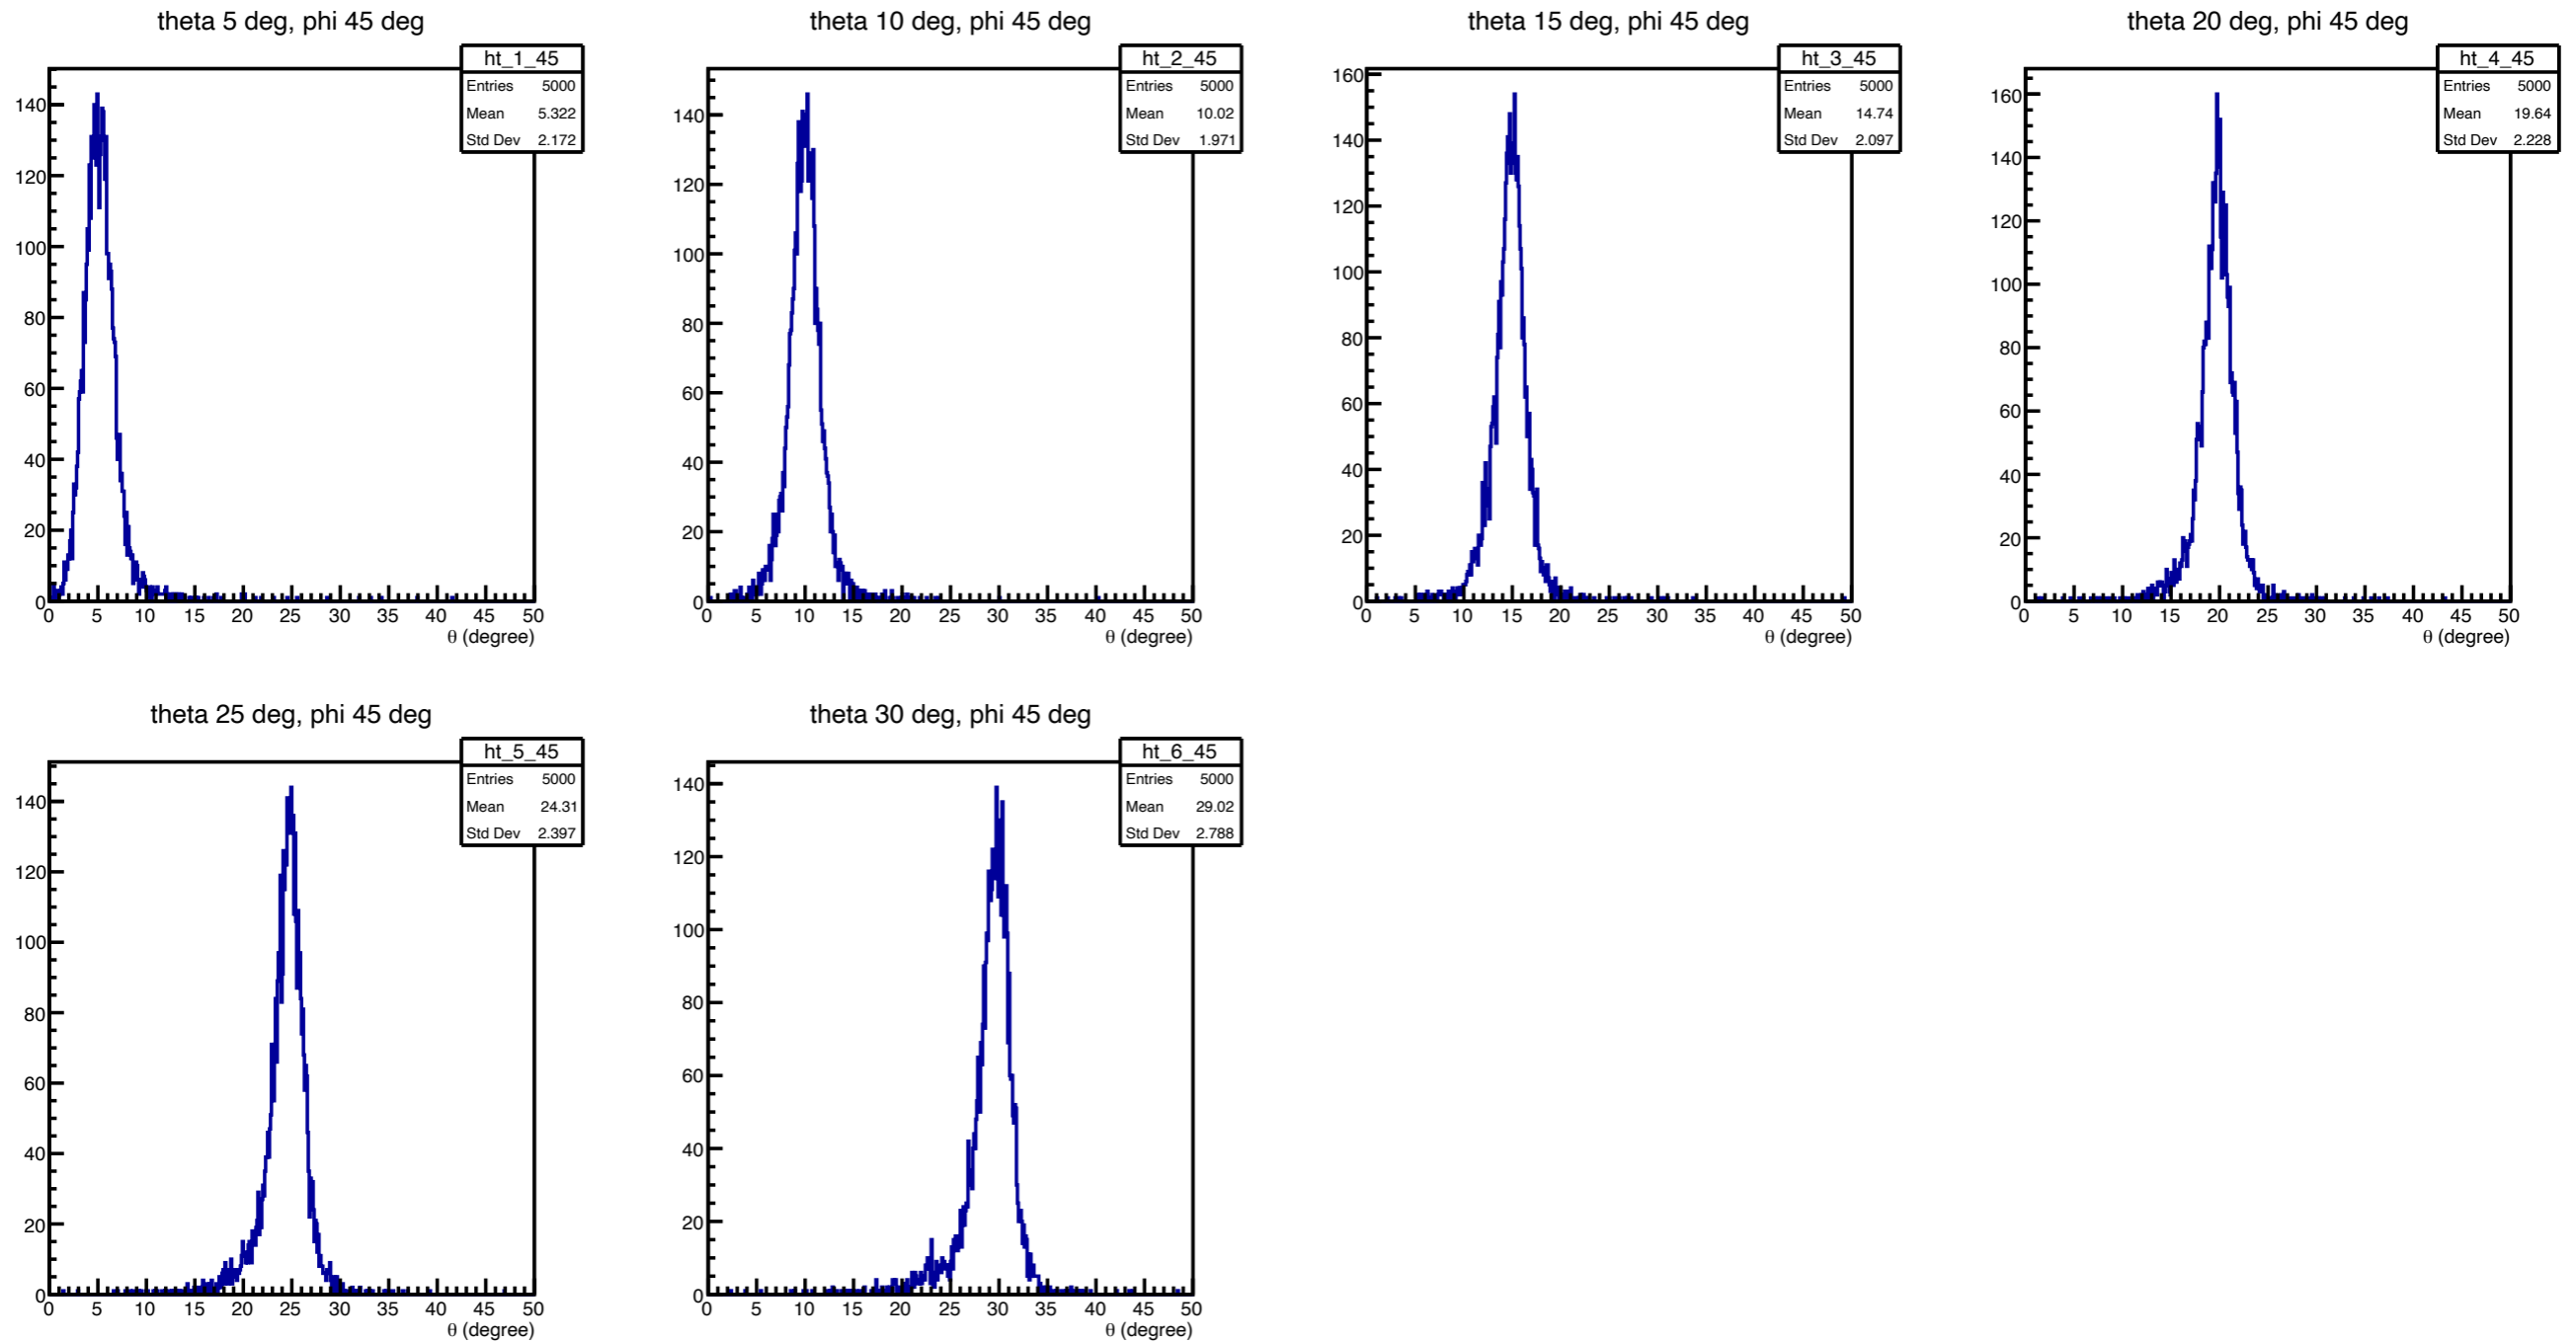 theta 5 deg, phi 45 deg
ht_1_45
Entries 5000
Mean 5.322
Std Dev 2.172
140
120
100
80
60
40
20
0
0 5 10 15 20 25 30 35 40 45 50
θ (degree)
theta 10 deg, phi 45 deg
ht_2_45
Entries 5000
Mean 10.02
Std Dev 1.971
140
120
100
80
60
40
20
0
0 5 10 15 20 25 30 35 40 45 50
θ (degree)
theta 15 deg, phi 45 deg
ht_3_45
Entries 5000
Mean 14.74
Std Dev 2.097
160
140
120
100
80
60
40
20
0
0 5 10 15 20 25 30 35 40 45 50
θ (degree)
theta 20 deg, phi 45 deg
ht_4_45
Entries 5000
Mean 19.64
Std Dev 2.228
160
140
120
100
80
60
40
20
0
0 5 10 15 20 25 30 35 40 45 50
θ (degree)
theta 25 deg, phi 45 deg
ht_5_45
Entries 5000
Mean 24.31
Std Dev 2.397
140
120
100
80
60
40
20
0
0 5 10 15 20 25 30 35 40 45 50
θ (degree)
theta 30 deg, phi 45 deg
ht_6_45
Entries 5000
Mean 29.02
Std Dev 2.788
140
120
100
80
60
40
20
0
0 5 10 15 20 25 30 35 40 45 50
θ (degree)